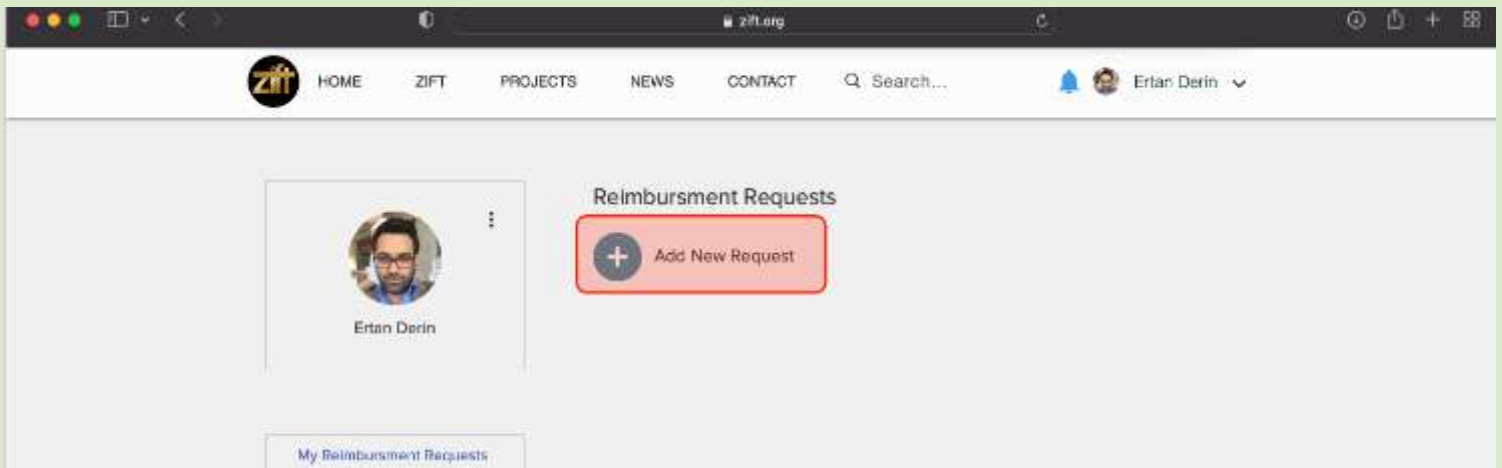 zift.org
zift HOME ZIFT PROJECTS NEWS CONTACT Search... Ertan Derin
Reimbursment Requests
Add New Request
Ertan Derin
My Reimbursment Requests